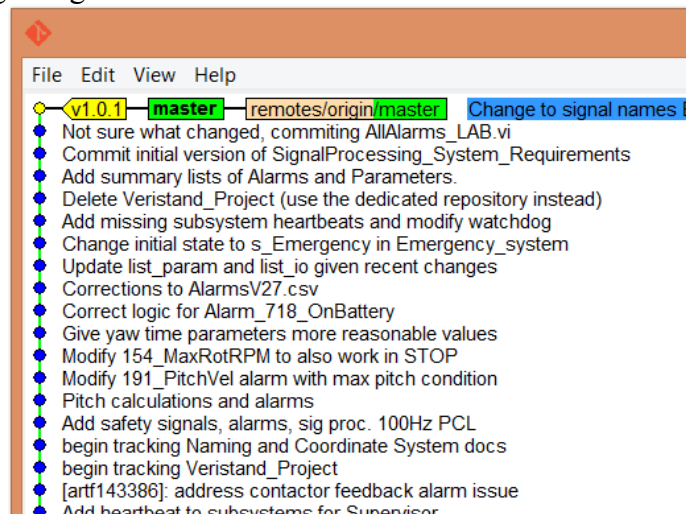 File Edit View Help
v1.0.1 master remotes/origin/master Change to signal names
Not sure what changed, commiting AllAlarms_LAB.vi
Commit initial version of SignalProcessing_System_Requirements
Add summary lists of Alarms and Parameters.
Delete Veristand_Project (use the dedicated repository instead)
Add missing subsystem heartbeats and modify watchdog
Change initial state to s_Emergency in Emergency_system
Update list_param and list_io given recent changes
Corrections to AlarmsV27.csv
Correct logic for Alarm_718_OnBattery
Give yaw time parameters more reasonable values
Modify 154_MaxRotRPM to also work in STOP
Modify 191_PitchVel alarm with max pitch condition
Pitch calculations and alarms
Add safety signals, alarms, sig proc. 100Hz PCL
begin tracking Naming and Coordinate System docs
begin tracking Veristand_Project
[artf143386]: address contactor feedback alarm issue
Add heartbeat to subsystems for Supervisor